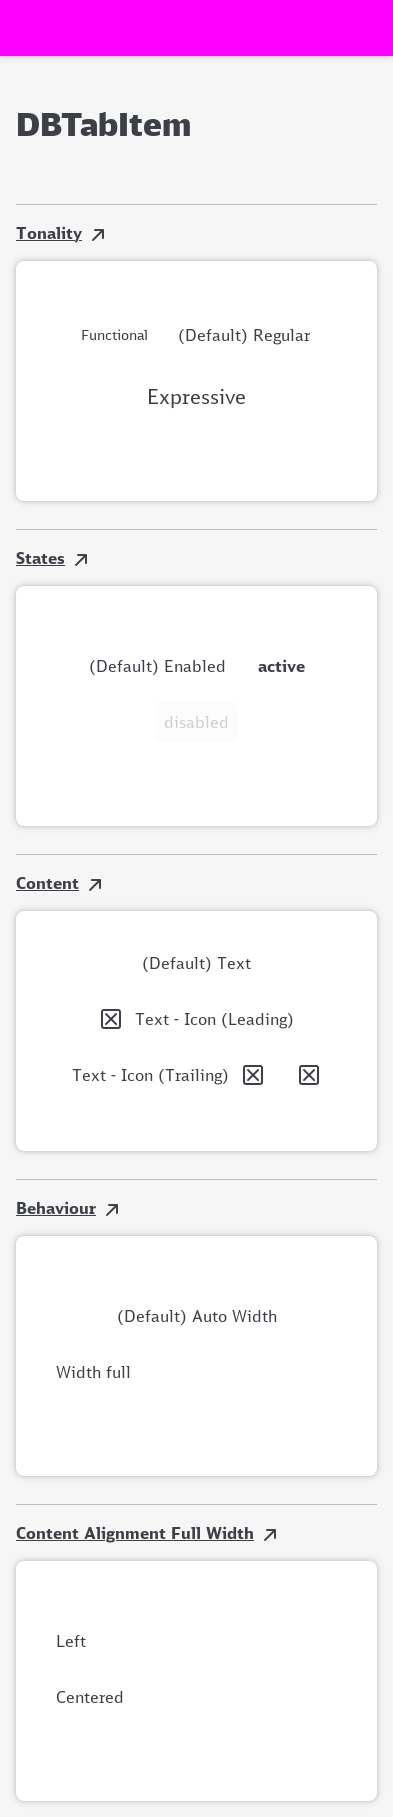 DBTabItem
Tonality
Functional (Default) Regular
Expressive
States
(Default) Enabled active
disabled
Content
(Default) Text
Text - Icon (Leading)
Text - Icon (Trailing)
Behaviour
(Default) Auto Width
Width full
Content Alignment Full Width
Left
Centered